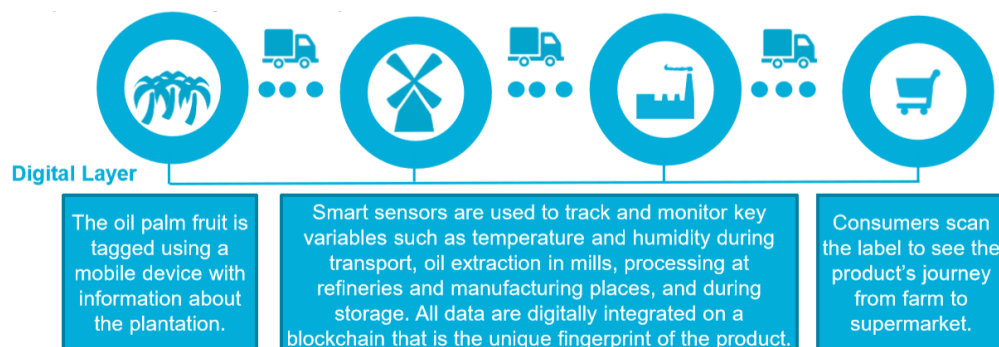 Digital Layer
The oil palm fruit is
tagged using a
mobile device with
information about
the plantation.
Smart sensors are used to track and monitor key
variables such as temperature and humidity during
transport, oil extraction in mills, processing at
refineries and manufacturing places, and during
storage. All data are digitally integrated on a
blockchain that is the unique fingerprint of the product.
Consumers scan
the label to see the
product's journey
from farm to
supermarket.